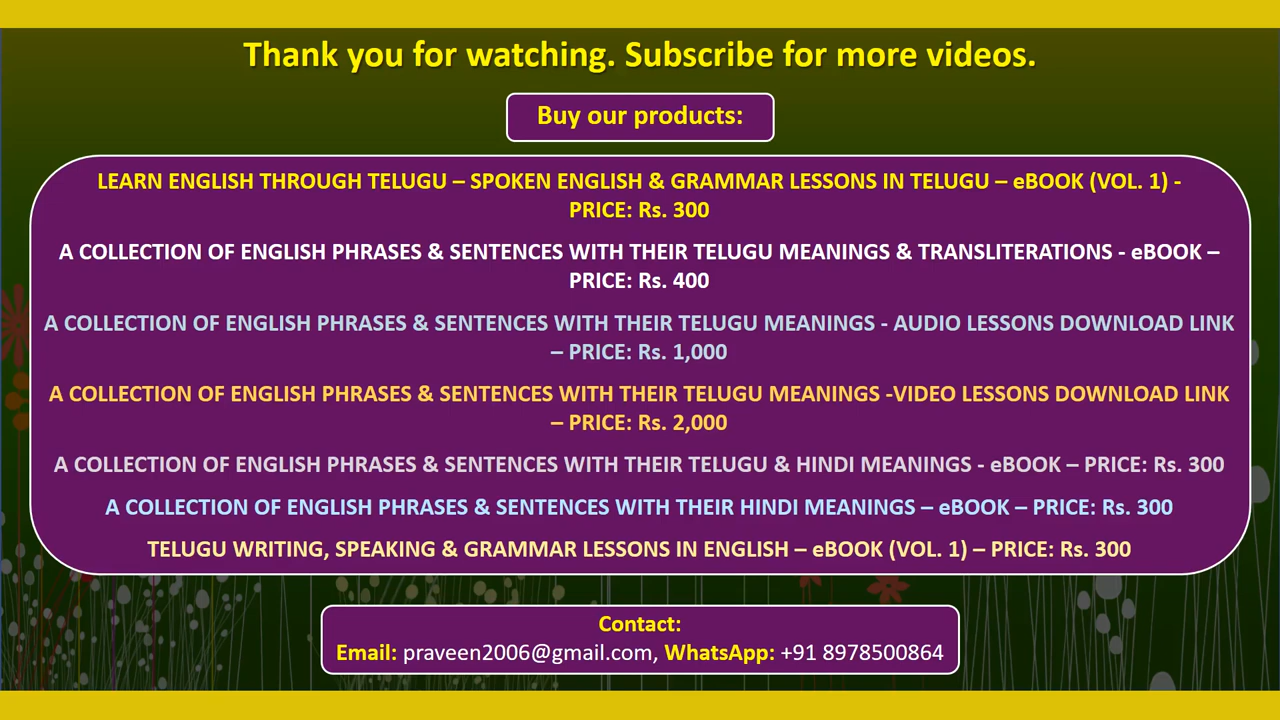 Thank you for watching. Subscribe for more videos.
Buy our products:
LEARN ENGLISH THROUGH TELUGU – SPOKEN ENGLISH & GRAMMAR LESSONS IN TELUGU – eBOOK (VOL. 1) -
PRICE: Rs. 300
A COLLECTION OF ENGLISH PHRASES & SENTENCES WITH THEIR TELUGU MEANINGS & TRANSLITERATIONS - eBOOK –
PRICE: Rs. 400
A COLLECTION OF ENGLISH PHRASES & SENTENCES WITH THEIR TELUGU MEANINGS - AUDIO LESSONS DOWNLOAD LINK
– PRICE: Rs. 1,000
A COLLECTION OF ENGLISH PHRASES & SENTENCES WITH THEIR TELUGU MEANINGS -VIDEO LESSONS DOWNLOAD LINK
– PRICE: Rs. 2,000
A COLLECTION OF ENGLISH PHRASES & SENTENCES WITH THEIR TELUGU & HINDI MEANINGS - eBOOK – PRICE: Rs. 300
A COLLECTION OF ENGLISH PHRASES & SENTENCES WITH THEIR HINDI MEANINGS – eBOOK – PRICE: Rs. 300
TELUGU WRITING, SPEAKING & GRAMMAR LESSONS IN ENGLISH – eBOOK (VOL. 1) – PRICE: Rs. 300
Contact:
Email: praveen2006@gmail.com, WhatsApp: +91 8978500864